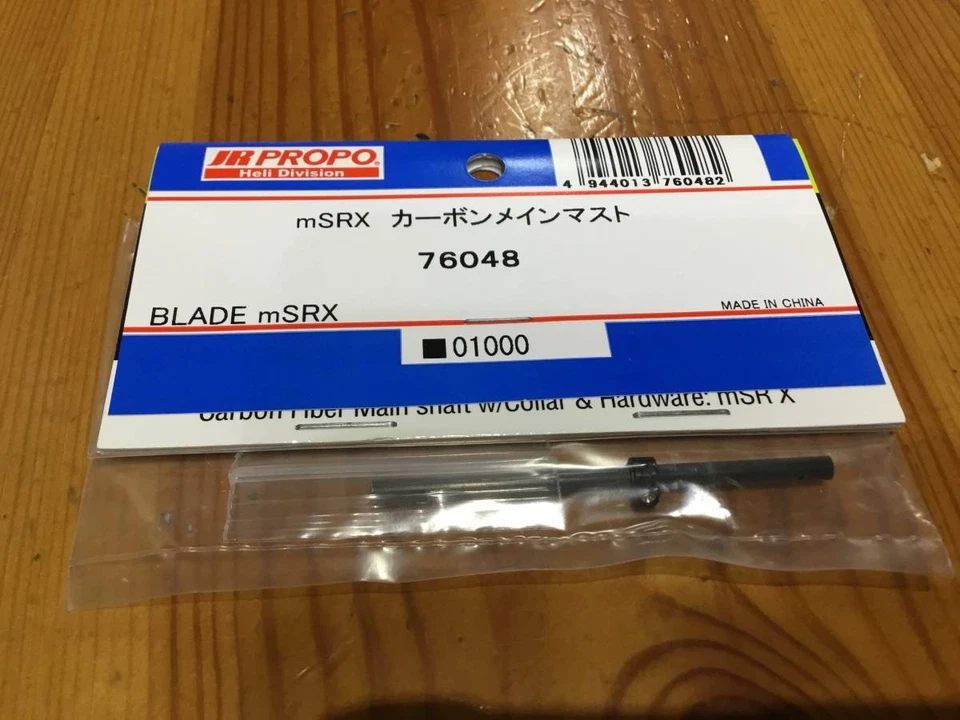 JR PROPO®
Heli Division
4 944013 760482
mSRX カーボンメインマスト
76048
BLADE mSRX
MADE IN CHINA
■01000
Carbon Fiber Main shaft w/Collar & Hardware: mSR X